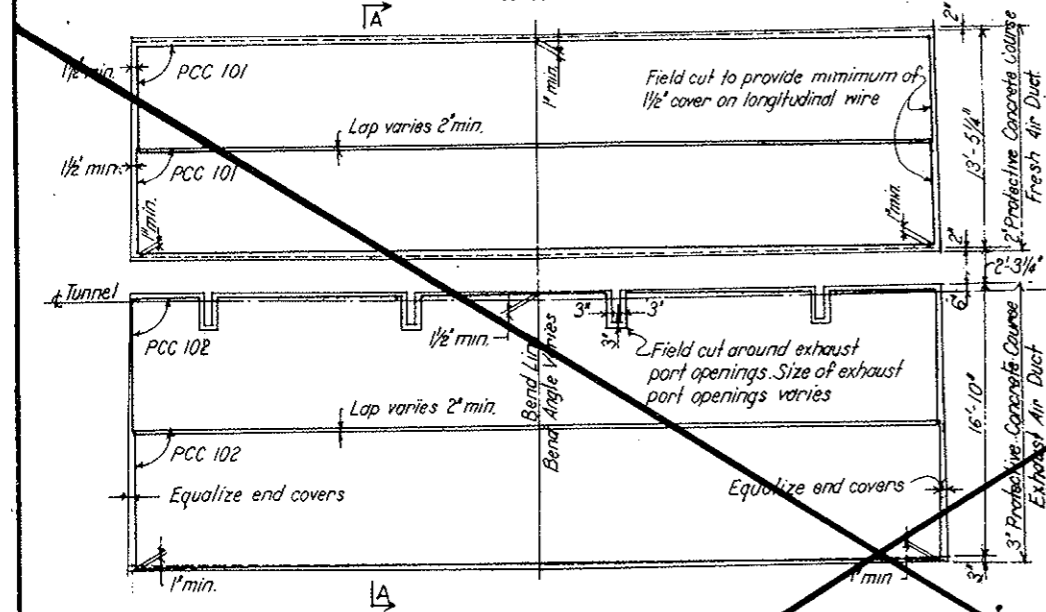 A
2"
1½" min.
PCC 101
1" min.
Field cut to provide mimimum of
1½" cover on longitudinal wire
Lap varies 2" min.
1½" min.
PCC 101
1" min.
1" min.
13'-5¼"
2" Protective Concrete Course
Fresh Air Duct
2"
2'-3¼"
6"
℄ Tunnel
PCC 102
1½" min.
3" 3"
3"
Field cut around exhaust
port openings. Size of exhaust
port openings varies
Bend Line
Bend Angle Varies
Lap varies 2" min.
PCC 102
Equalize end covers
Equalize end covers
16'-10"
3" Protective Concrete Course
Exhaust Air Duct
1" min.
1" min
3"
A